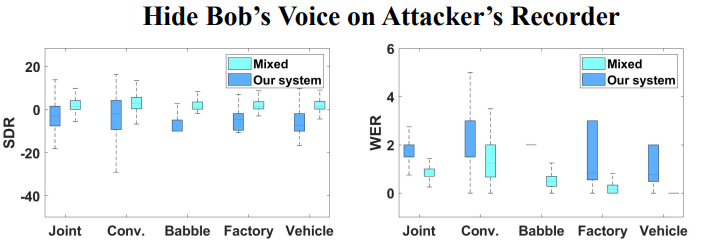 Hide Bob's Voice on Attacker's Recorder
SDR
20
0
-20
-40
Mixed
Our system
Joint Conv. Babble Factory Vehicle
WER
6
4
2
0
Mixed
Our system
Joint Conv. Babble Factory Vehicle